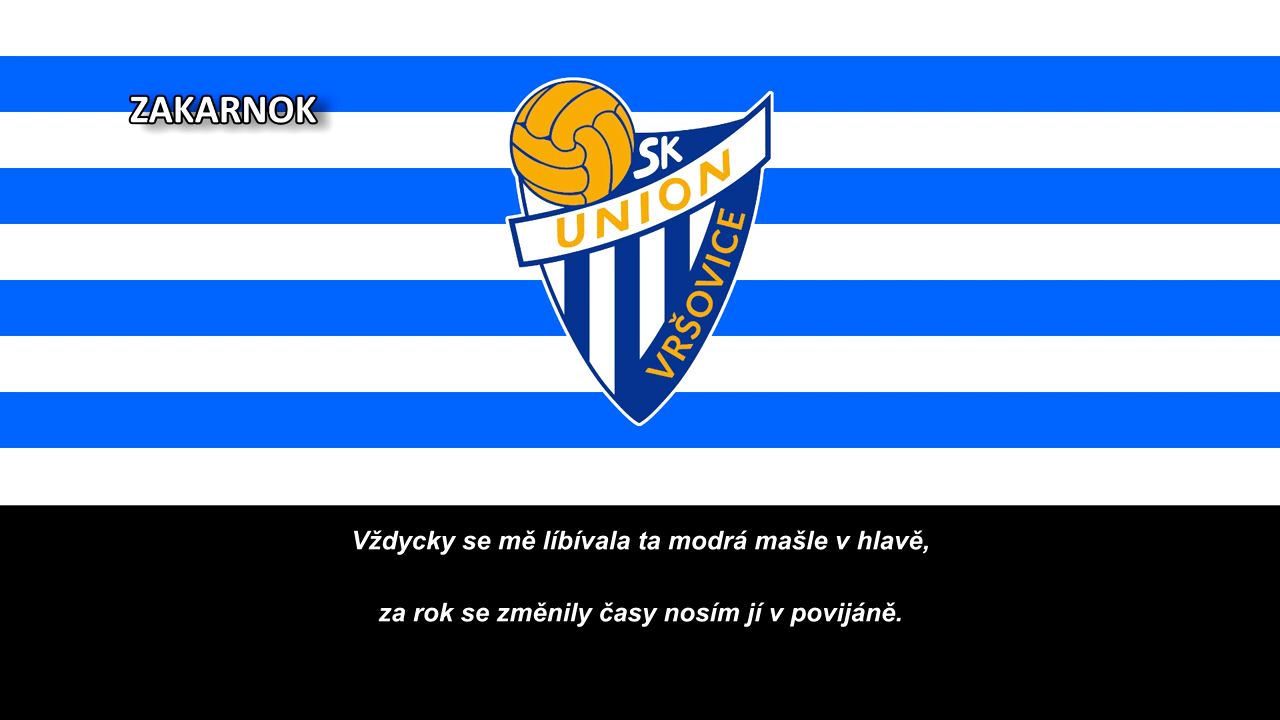 ZAKARNOK
SK
UNION
VRŠOVICE
Vždycky se mě líbívala ta modrá mašle v hlavě,
za rok se změnily časy nosím jí v povijáně.